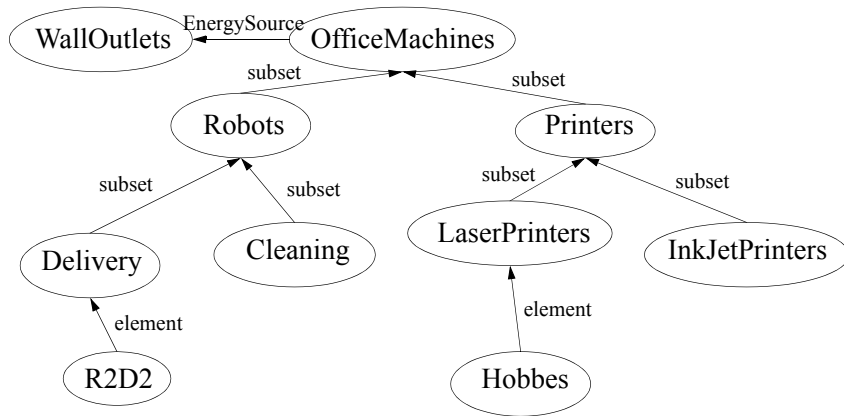 EnergySource
WallOutlets
OfficeMachines
subset
subset
Robots
Printers
subset
subset
subset
subset
Delivery
Cleaning
LaserPrinters
InkJetPrinters
element
element
R2D2
Hobbes